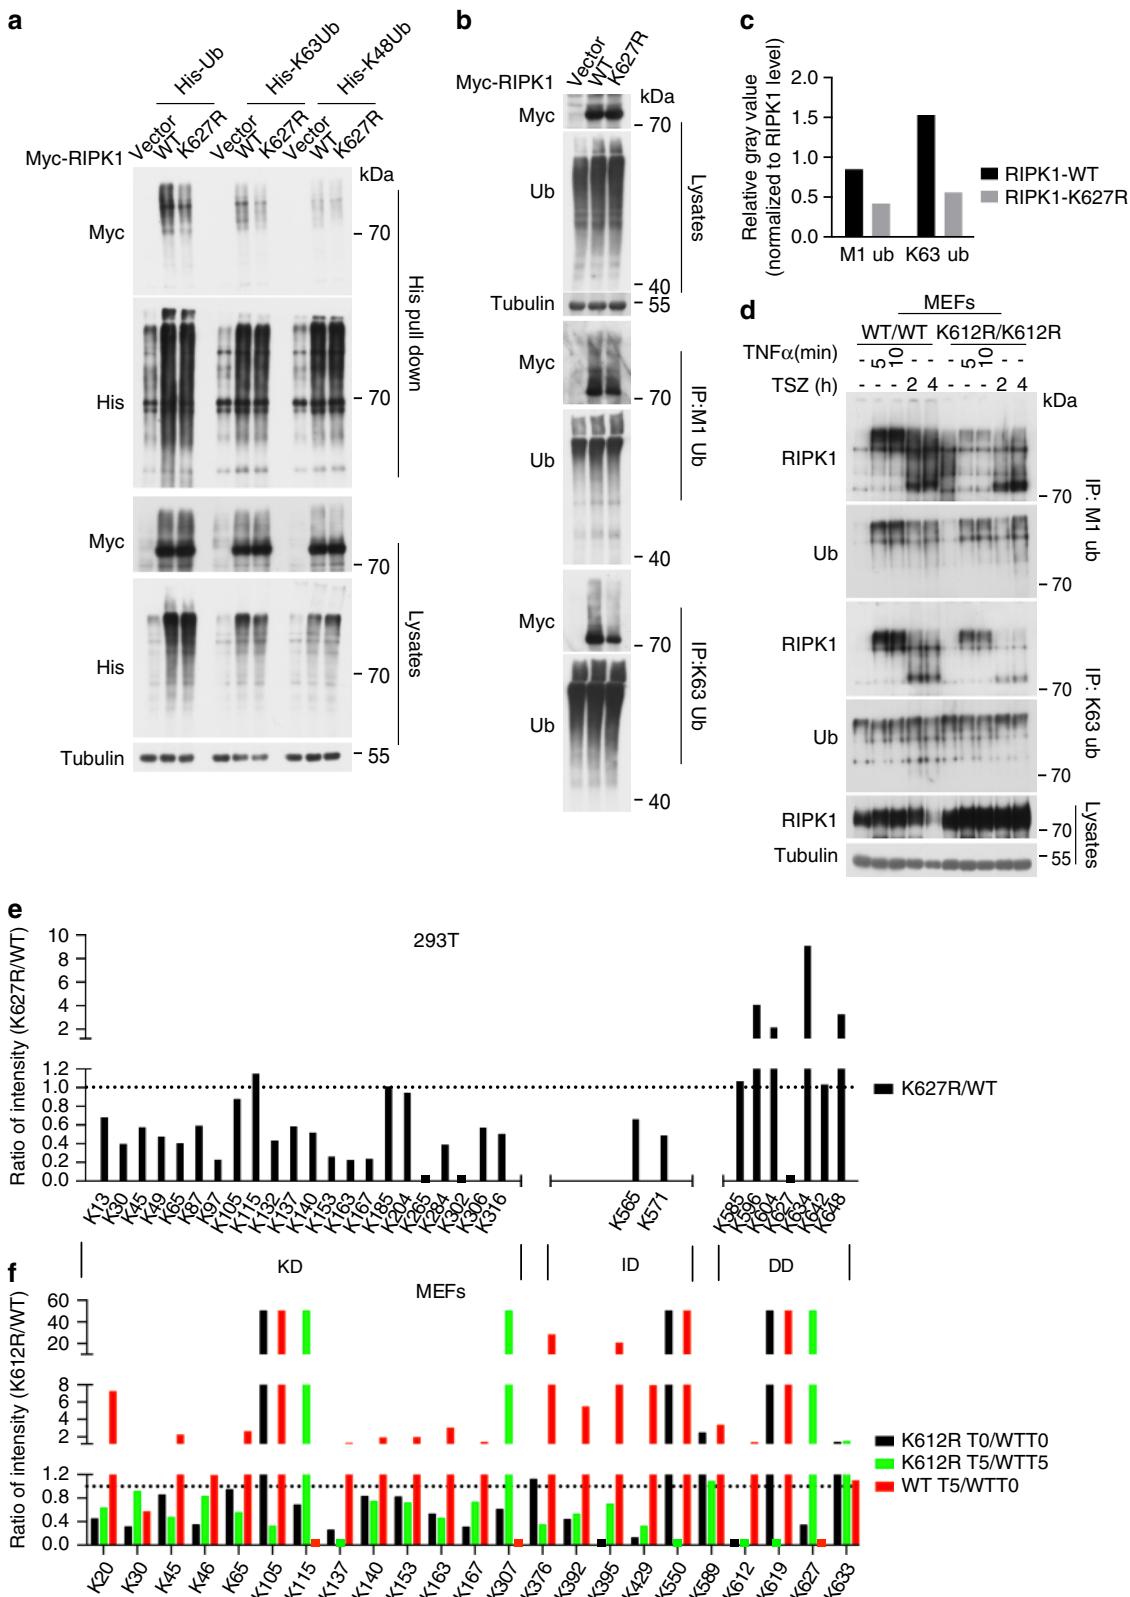 a
His-Ub
His-K63Ub
His-K48Ub
Myc-RIPK1
Vector
WT
K627R
Vector
WT
K627R
Vector
WT
K627R
kDa
Myc
70
His
70
His pull down
Myc
70
His
70
Lysates
Tubulin
55
b
Myc-RIPK1
Vector
WT
K627R
kDa
Myc
70
Ub
40
Lysates
Tubulin
55
Myc
70
Ub
40
IP:M1 Ub
Myc
70
Ub
40
IP:K63 Ub
c
Relative gray value
(normalized to RIPK1 level)
2.0
1.5
1.0
0.5
0.0
M1 ub
K63 ub
RIPK1-WT
RIPK1-K627R
d
MEFs
WT/WT K612R/K612R
TNFα(min) - 5 10 - - - 5 10 - -
TSZ (h) - - - 2 4 - - - 2 4
kDa
RIPK1
70
Ub
70
IP: M1 ub
RIPK1
70
Ub
70
IP: K63 ub
RIPK1
70
Tubulin
55
Lysates
e
293T
Ratio of intensity (K627R/WT)
10
8
6
4
2
1.2
1.0
0.8
0.6
0.4
0.2
0.0
K627R/WT
K13
K30
K45
K49
K65
K87
K97
K105
K115
K132
K137
K140
K153
K163
K167
K185
K204
K265
K284
K302
K306
K316
K565
K571
K585
K596
K604
K627
K634
K642
K648
KD
ID
DD
f
MEFs
Ratio of intensity (K612R/WT)
60
40
20
8
6
4
2
1.2
0.8
0.4
0.0
K612R T0/WTT0
K612R T5/WTT5
WT T5/WTT0
K20
K30
K45
K46
K65
K105
K115
K137
K140
K153
K163
K167
K307
K376
K392
K395
K429
K550
K589
K612
K619
K627
K633